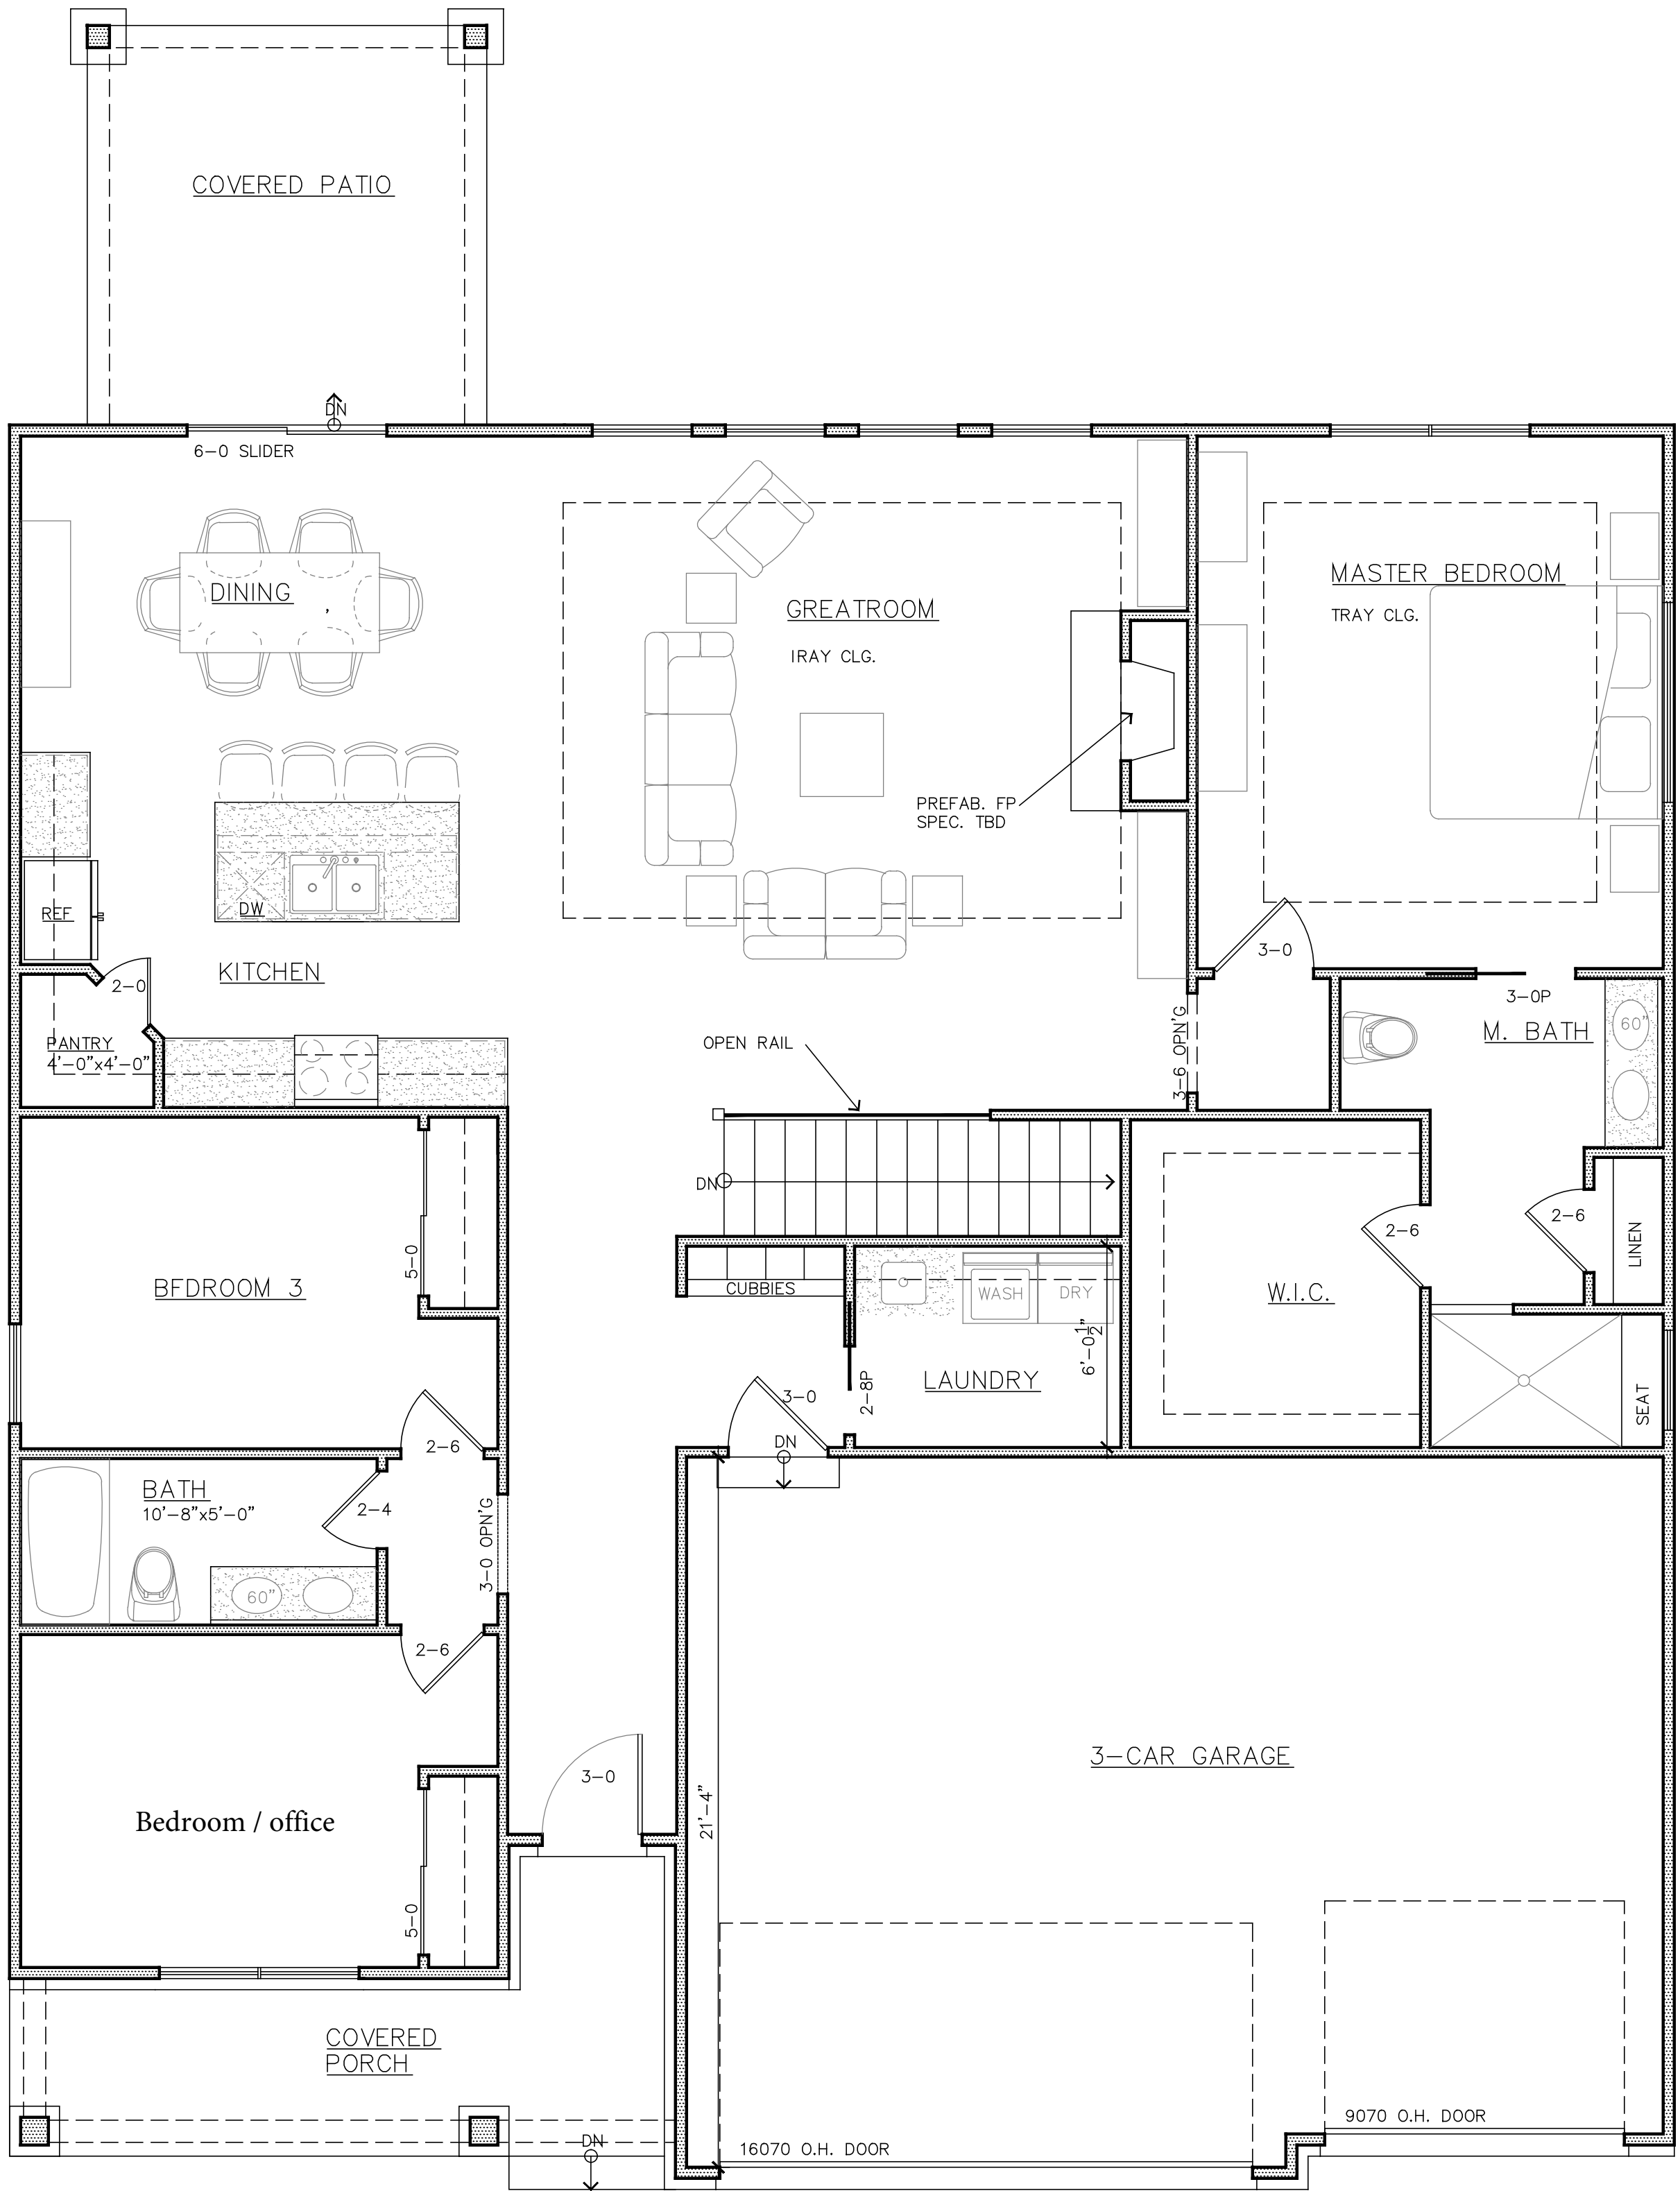 COVERED PATIO
DN
6-0 SLIDER
DINING
,
GREATROOM
IRAY CLG.
MASTER BEDROOM
TRAY CLG.
PREFAB. FP
SPEC. TBD
REF
DW
KITCHEN
2-0
PANTRY
4'-0"x4'-0"
OPEN RAIL
3-6 OPN'G
3-0
3-0P
M. BATH
60"
DN
BFDROOM 3
5-0
2-6
CUBBIES
WASH
DRY
6'-0 1/2"
LAUNDRY
2-8P
3-0
DN
W.I.C.
2-6
2-6
LINEN
SEAT
BATH
10'-8"x5'-0"
2-4
60"
3-0 OPN'G
2-6
Bedroom / office
5-0
3-0
21'-4"
3-CAR GARAGE
COVERED
PORCH
DN
16070 O.H. DOOR
9070 O.H. DOOR